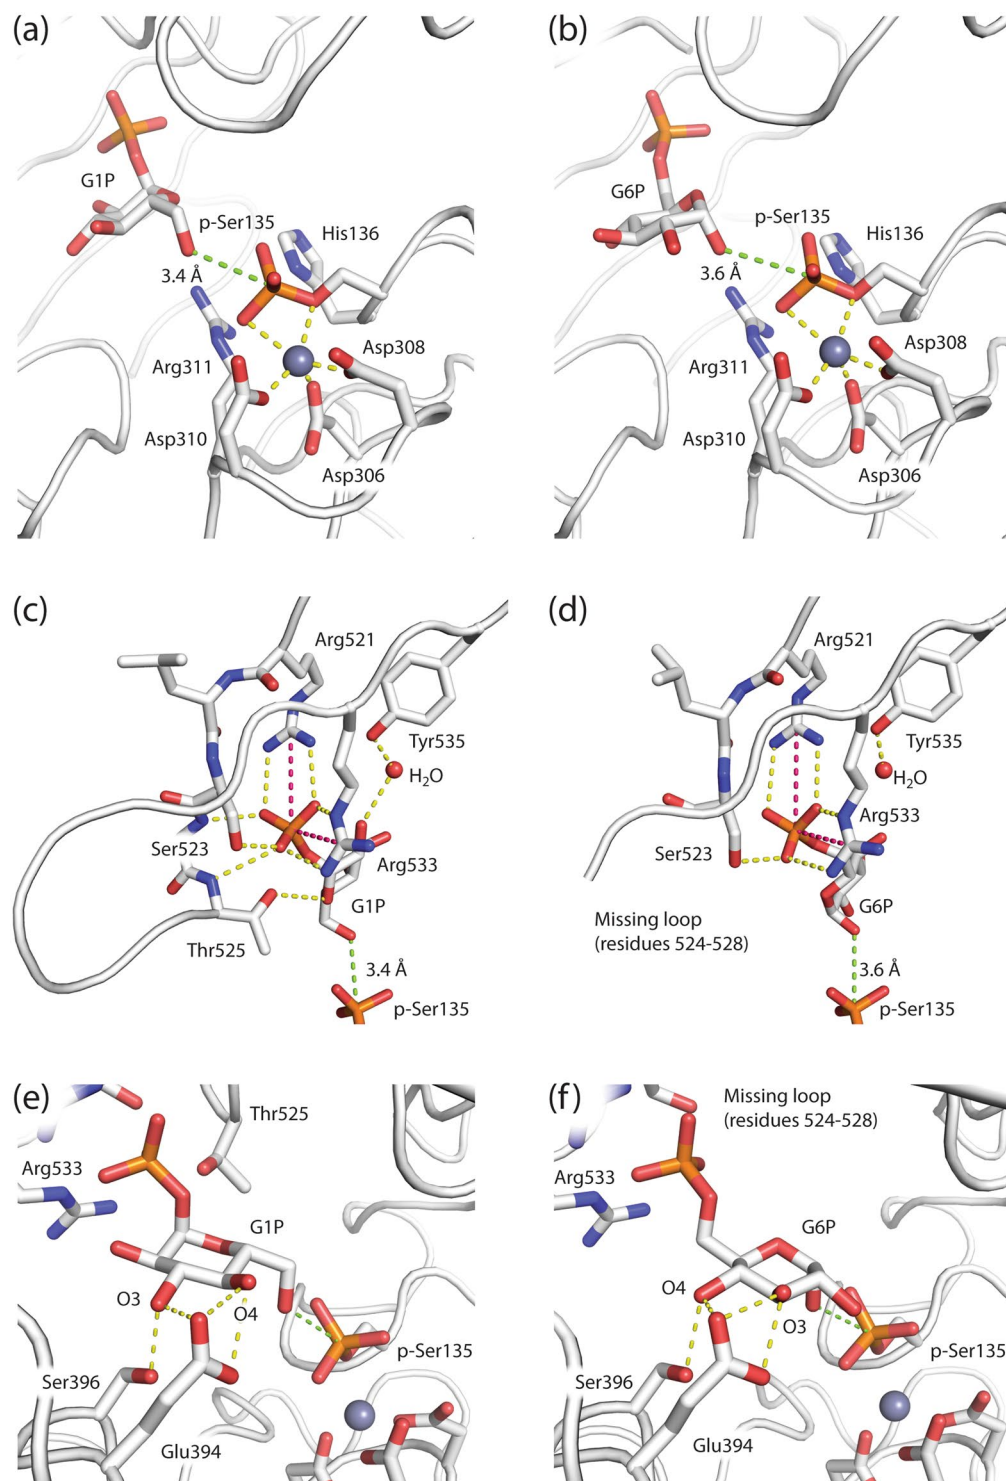 (a)
G1P
p-Ser135
His136
3.4 Å
Arg311
Asp308
Asp310
Asp306
(b)
G6P
p-Ser135
His136
3.6 Å
Arg311
Asp308
Asp310
Asp306
(c)
Arg521
Tyr535
H₂O
Ser523
Arg533
G1P
Thr525
3.4 Å
p-Ser135
(d)
Arg521
Tyr535
H₂O
Arg533
Ser523
G6P
Missing loop
(residues 524-528)
3.6 Å
p-Ser135
(e)
Thr525
Arg533
G1P
O3
O4
p-Ser135
Ser396
Glu394
(f)
Missing loop
(residues 524-528)
Arg533
G6P
O4
O3
p-Ser135
Ser396
Glu394